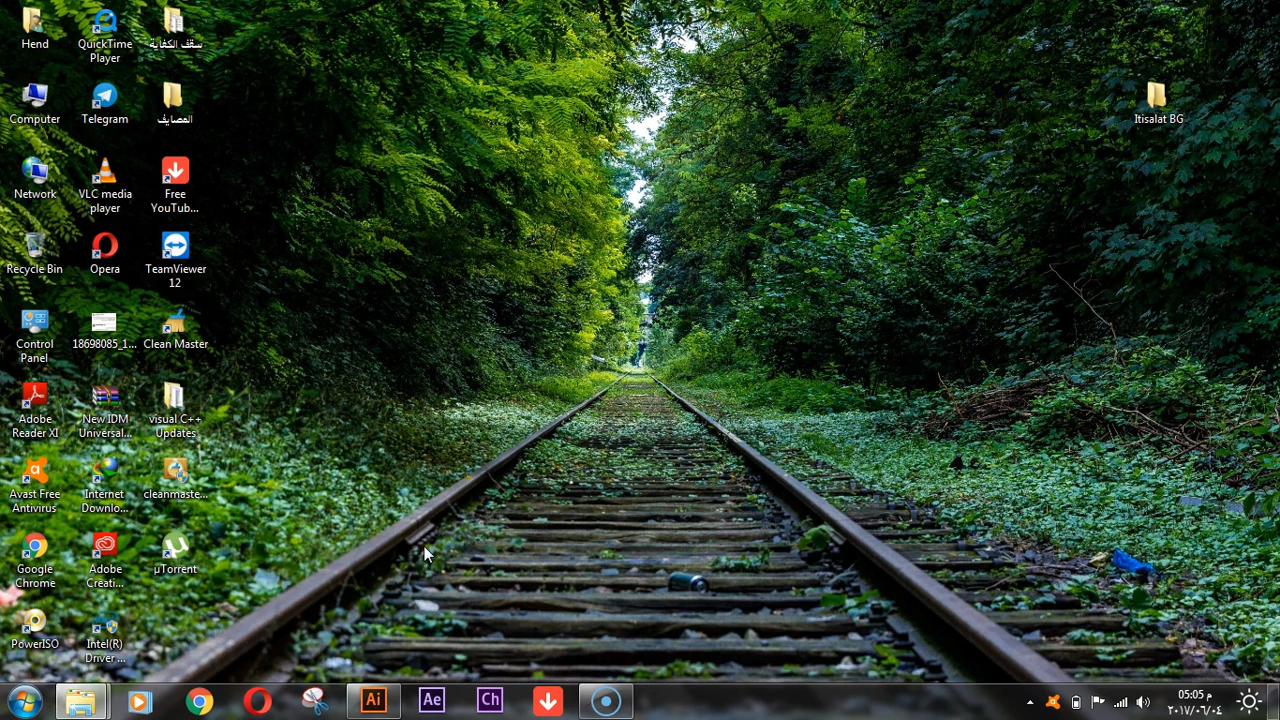 Hend
QuickTime
Player
سقف الكفاية
Computer
Telegram
المصايف
Itisalat BG
Network
VLC media
player
Free
YouTub...
Recycle Bin
Opera
TeamViewer
12
Control
Panel
18698085_1...
Clean Master
Adobe
Reader XI
New IDM
Universal...
visual C++
Updates
Avast Free
Antivirus
Internet
Downlo...
cleanmaste...
Google
Chrome
Adobe
Creati...
µTorrent
PowerISO
Intel(R)
Driver ...
Ai
Ae
Ch
05:05 م
٢٠١٧/٠٦/٠٤